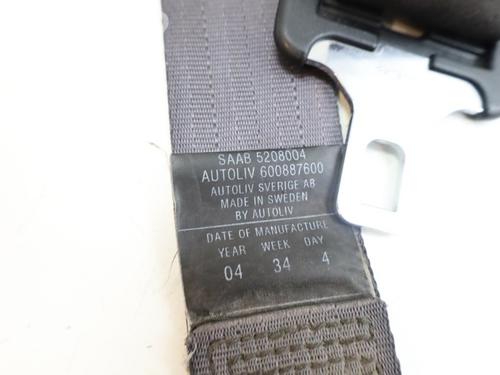 SAAB 5208004
AUTOLIV 600887600
AUTOLIV SVERIGE AB
MADE IN SWEDEN
BY AUTOLIV
DATE OF MANUFACTURE
YEAR WEEK DAY
04 34 4